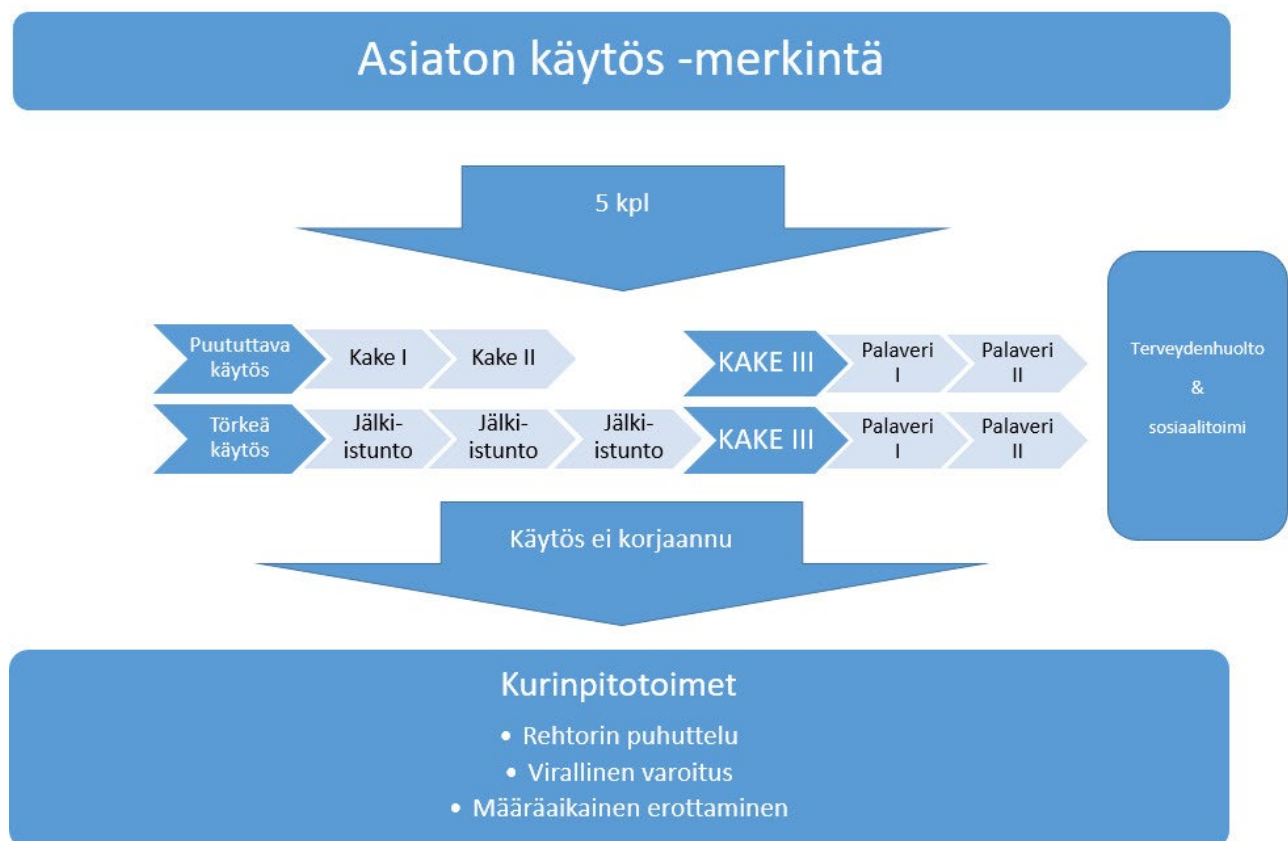 Asiaton käytös -merkintä
5 kpl
Puututtava
käytös
Kake I
Kake II
KAKE III
Palaveri
I
Palaveri
II
Törkeä
käytös
Jälki-
istunto
Jälki-
istunto
Jälki-
istunto
KAKE III
Palaveri
I
Palaveri
II
Terveydenhuolto
&
sosiaalitoimi
Käytös ei korjaannu
Kurinpitotoimet
• Rehtorin puhuttelu
• Virallinen varoitus
• Määräaikainen erottaminen